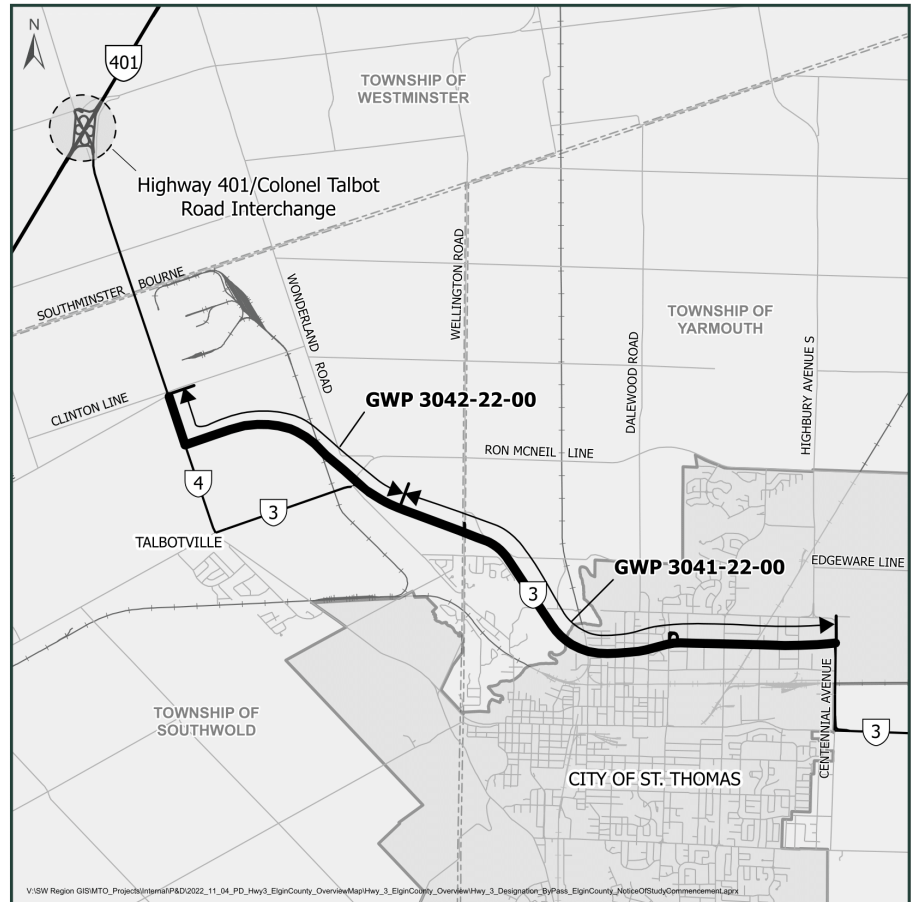 N
401
TOWNSHIP OF
WESTMINSTER
Highway 401/Colonel Talbot
Road Interchange
SOUTHMINSTER BOURNE
WONDERLAND ROAD
WELLINGTON ROAD
TOWNSHIP OF
YARMOUTH
DALEWOOD ROAD
HIGHBURY AVENUE S
CLINTON LINE
GWP 3042-22-00
RON MCNEIL LINE
4
3
TALBOTVILLE
EDGEWARE LINE
GWP 3041-22-00
3
CENTENNIAL AVENUE
TOWNSHIP OF
SOUTHWOLD
3
CITY OF ST. THOMAS
V:\SW Region GIS\MTO_Projects\Internal\P&D\2022_11_04_PD_Hwy3_ElginCounty_OverviewMap\Hwy_3_ElginCounty_Overview\Hwy_3_Designation_ByPass_ElginCounty_NoticeOfStudyCommencement.aprx